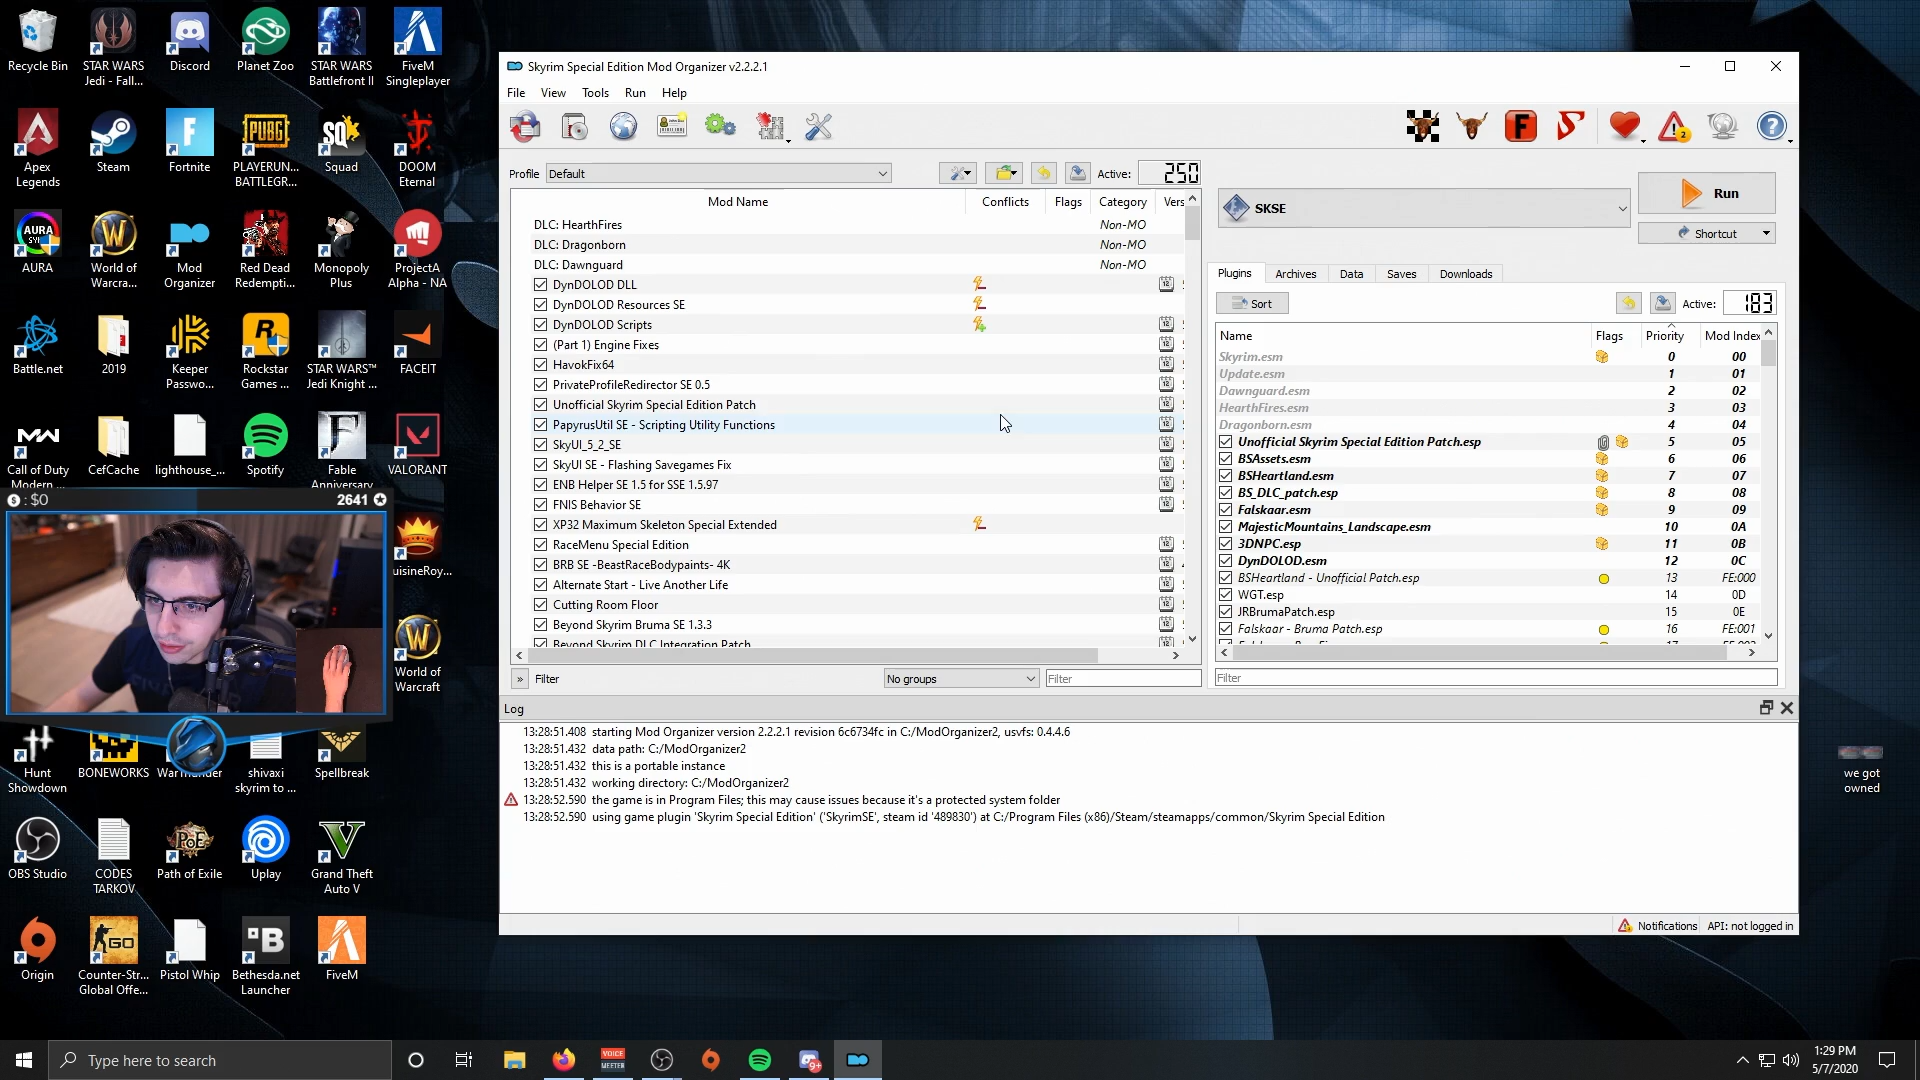 Recycle Bin
STAR WARS
Jedi - Fall...
Discord
Planet Zoo
STAR WARS
Battlefront II
FiveM
Singleplayer
Apex
Legends
Steam
Fortnite
PUBG
PLAYERUN...
BATTLEGR...
SQ
Squad
DOOM
Eternal
AURA
AURA
World of
Warcra...
Mod
Organizer
Red Dead
Redempti...
Monopoly
Plus
ProjectA
Alpha - NA
Battle.net
2019
Keeper
Passwo...
Rockstar
Games ...
STAR WARS™
Jedi Knight ...
FACEIT
Call of Duty
Modern ...
CefCache
lighthouse_...
Spotify
Fable
Anniversary
VALORANT
: $0
2641
uisineRoy...
World of
Warcraft
Hunt
Showdown
BONEWORKS
War Thunder
shivaxi
skyrim to ...
Spellbreak
OBS Studio
CODES
TARKOV
PoE
Path of Exile
Uplay
Grand Theft
Auto V
Origin
GO
Counter-Str...
Global Offe...
Pistol Whip
B
Bethesda.net
Launcher
FiveM
Skyrim Special Edition Mod Organizer v2.2.2.1
File View Tools Run Help
Profile Default
Active: 250
Mod Name Conflicts Flags Category Vers
DLC: HearthFires Non-MO
DLC: Dragonborn Non-MO
DLC: Dawnguard Non-MO
DynDOLOD DLL
DynDOLOD Resources SE
DynDOLOD Scripts
(Part 1) Engine Fixes
HavokFix64
PrivateProfileRedirector SE 0.5
Unofficial Skyrim Special Edition Patch
PapyrusUtil SE - Scripting Utility Functions
SkyUI_5_2_SE
SkyUI SE - Flashing Savegames Fix
ENB Helper SE 1.5 for SSE 1.5.97
FNIS Behavior SE
XP32 Maximum Skeleton Special Extended
RaceMenu Special Edition
BRB SE -BeastRaceBodypaints- 4K
Alternate Start - Live Another Life
Cutting Room Floor
Beyond Skyrim Bruma SE 1.3.3
Beyond Skyrim DLC Integration Patch
» Filter
No groups
Filter
SKSE
Run
Shortcut
Plugins Archives Data Saves Downloads
Sort
Active: 183
Name Flags Priority Mod Index
Skyrim.esm 0 00
Update.esm 1 01
Dawnguard.esm 2 02
HearthFires.esm 3 03
Dragonborn.esm 4 04
Unofficial Skyrim Special Edition Patch.esp 5 05
BSAssets.esm 6 06
BSHeartland.esm 7 07
BS_DLC_patch.esp 8 08
Falskaar.esm 9 09
MajesticMountains_Landscape.esm 10 0A
3DNPC.esp 11 0B
DynDOLOD.esm 12 0C
BSHeartland - Unofficial Patch.esp 13 FE:000
WGT.esp 14 0D
JRBrumaPatch.esp 15 0E
Falskaar - Bruma Patch.esp 16 FE:001
Filter
Log
13:28:51.408 starting Mod Organizer version 2.2.2.1 revision 6c6734fc in C:/ModOrganizer2, usvfs: 0.4.4.6
13:28:51.432 data path: C:/ModOrganizer2
13:28:51.432 this is a portable instance
13:28:51.432 working directory: C:/ModOrganizer2
13:28:52.590 the game is in Program Files; this may cause issues because it's a protected system folder
13:28:52.590 using game plugin 'Skyrim Special Edition' ('SkyrimSE', steam id '489830') at C:/Program Files (x86)/Steam/steamapps/common/Skyrim Special Edition
Notifications API: not logged in
we got
owned
Type here to search
VOICE
MEETER
9+
1:29 PM
5/7/2020